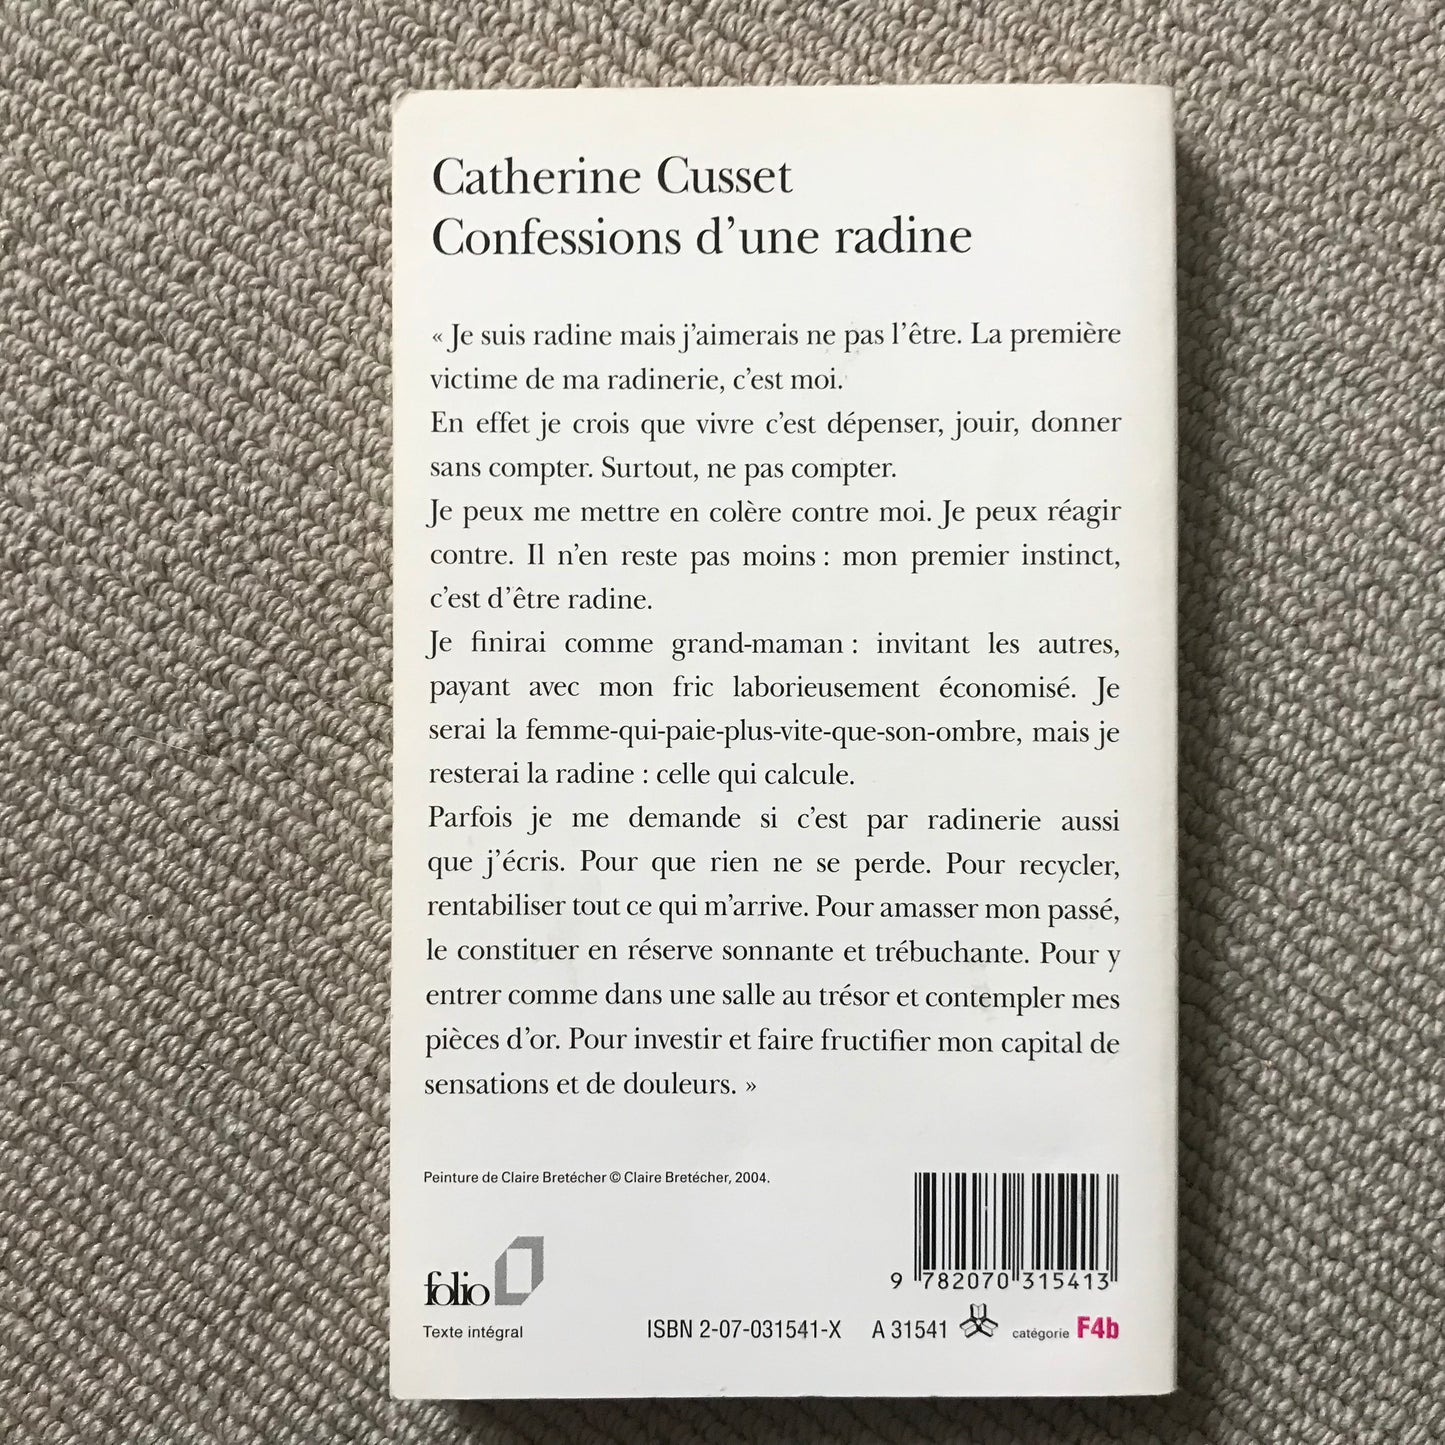 Catherine Cusset
Confessions d'une radine
« Je suis radine mais j'aimerais ne pas l'être. La première
victime de ma radinerie, c'est moi.
En effet je crois que vivre c'est dépenser, jouir, donner
sans compter. Surtout, ne pas compter.
Je peux me mettre en colère contre moi. Je peux réagir
contre. Il n'en reste pas moins : mon premier instinct,
c'est d'être radine.
Je finirai comme grand-maman : invitant les autres,
payant avec mon fric laborieusement économisé. Je
serai la femme-qui-paie-plus-vite-que-son-ombre, mais je
resterai la radine : celle qui calcule.
Parfois je me demande si c'est par radinerie aussi
que j'écris. Pour que rien ne se perde. Pour recycler,
rentabiliser tout ce qui m'arrive. Pour amasser mon passé,
le constituer en réserve sonnante et trébuchante. Pour y
entrer comme dans une salle au trésor et contempler mes
pièces d'or. Pour investir et faire fructifier mon capital de
sensations et de douleurs. »
Peinture de Claire Bretécher © Claire Bretécher, 2004.
9 782070 315413
folio
Texte intégral
ISBN 2-07-031541-X A 31541 catégorie F4b